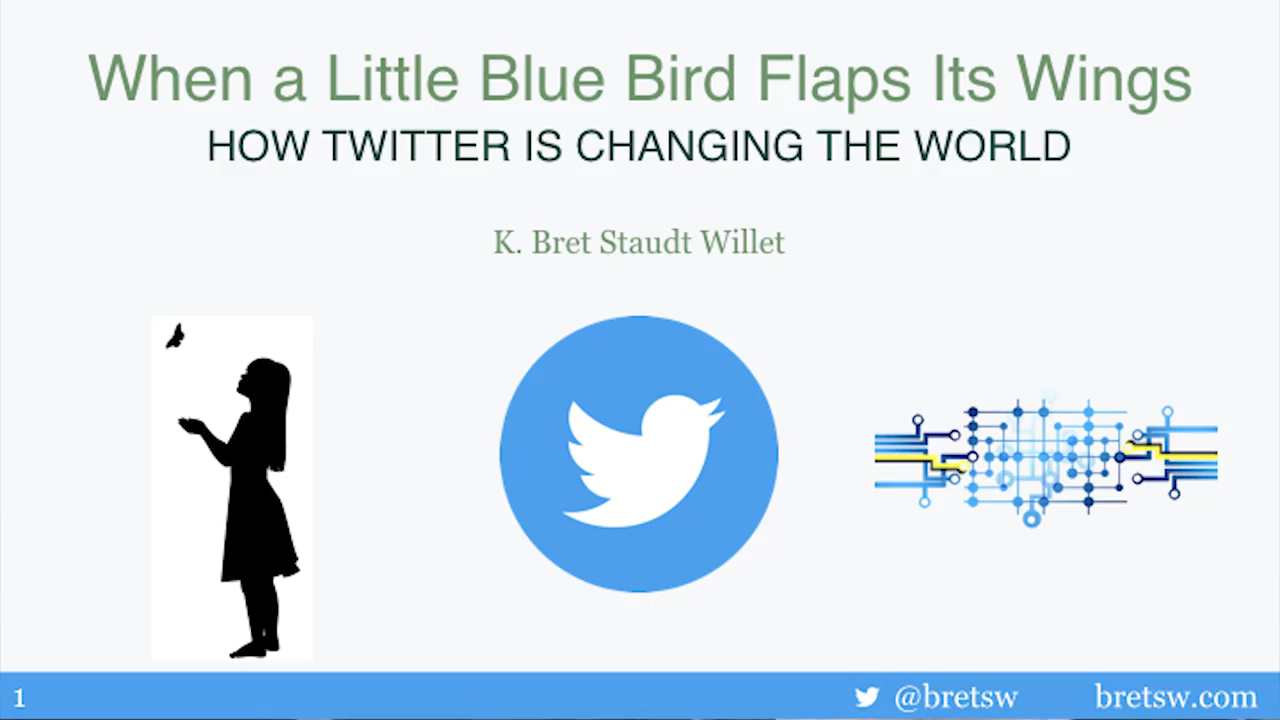 When a Little Blue Bird Flaps Its Wings
HOW TWITTER IS CHANGING THE WORLD
K. Bret Staudt Willet
1
@bretsw
bretsw.com